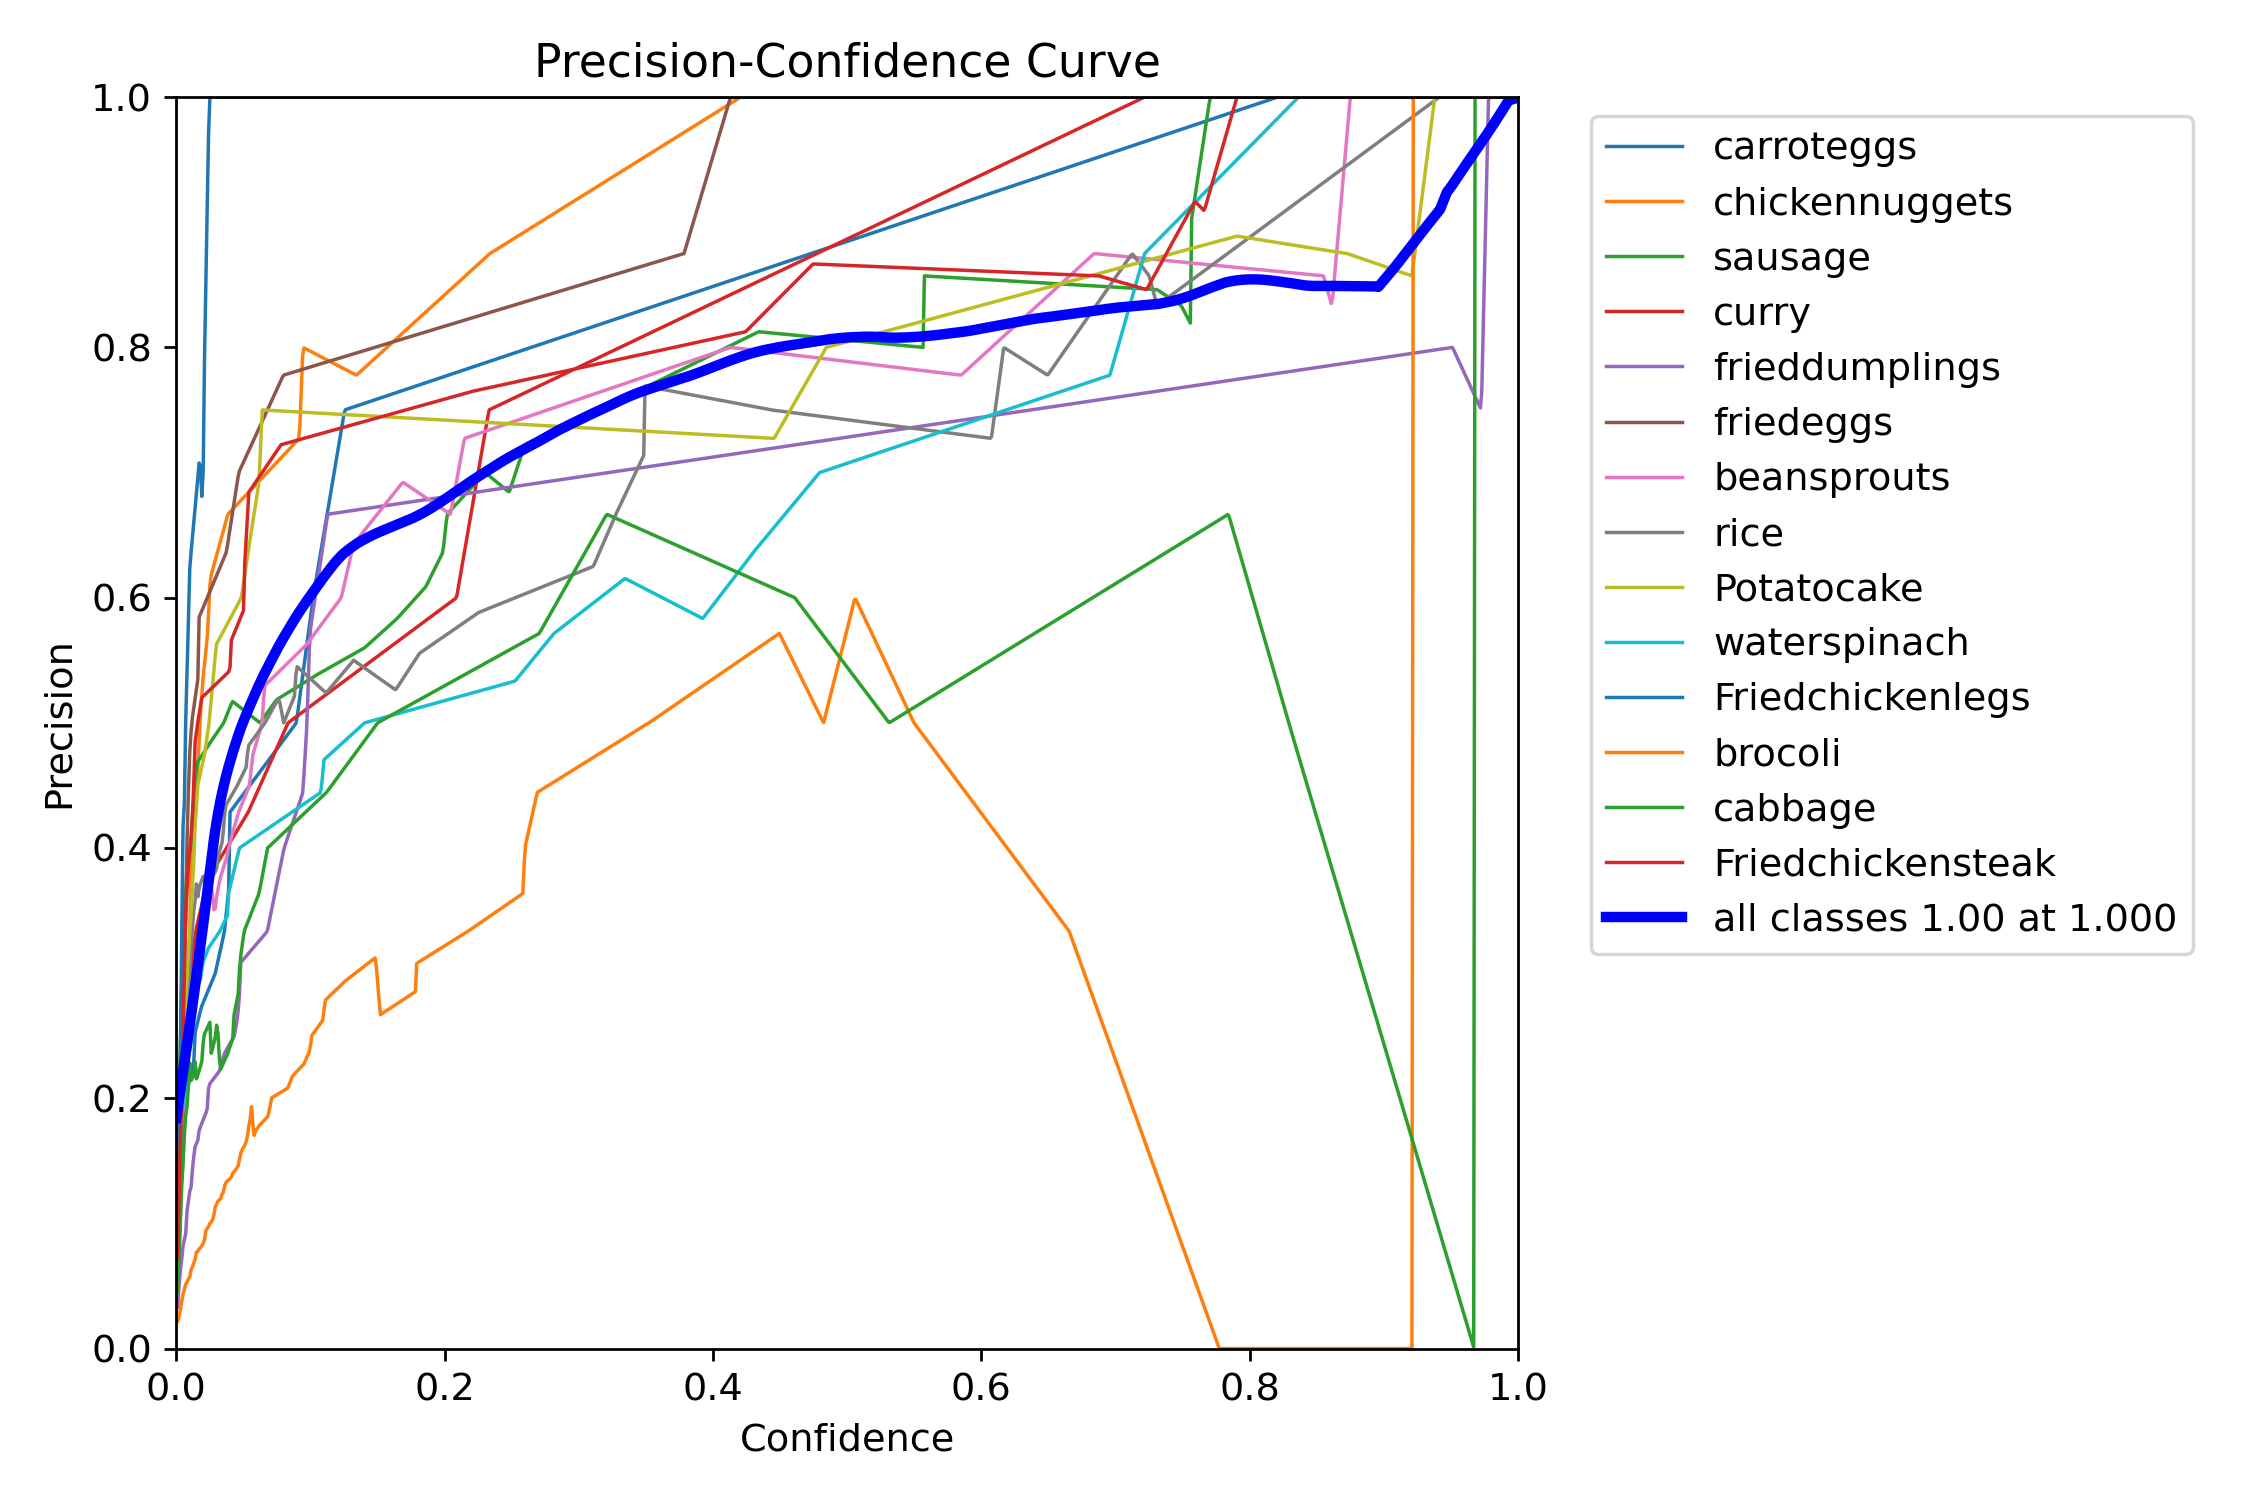 Precision-Confidence Curve
1.0
0.8
0.6
0.4
0.2
0.0
Precision
0.0 0.2 0.4 0.6 0.8 1.0
Confidence
carroteggs
chickennuggets
sausage
curry
frieddumplings
friedeggs
beansprouts
rice
Potatocake
waterspinach
Friedchickenlegs
brocoli
cabbage
Friedchickensteak
all classes 1.00 at 1.000